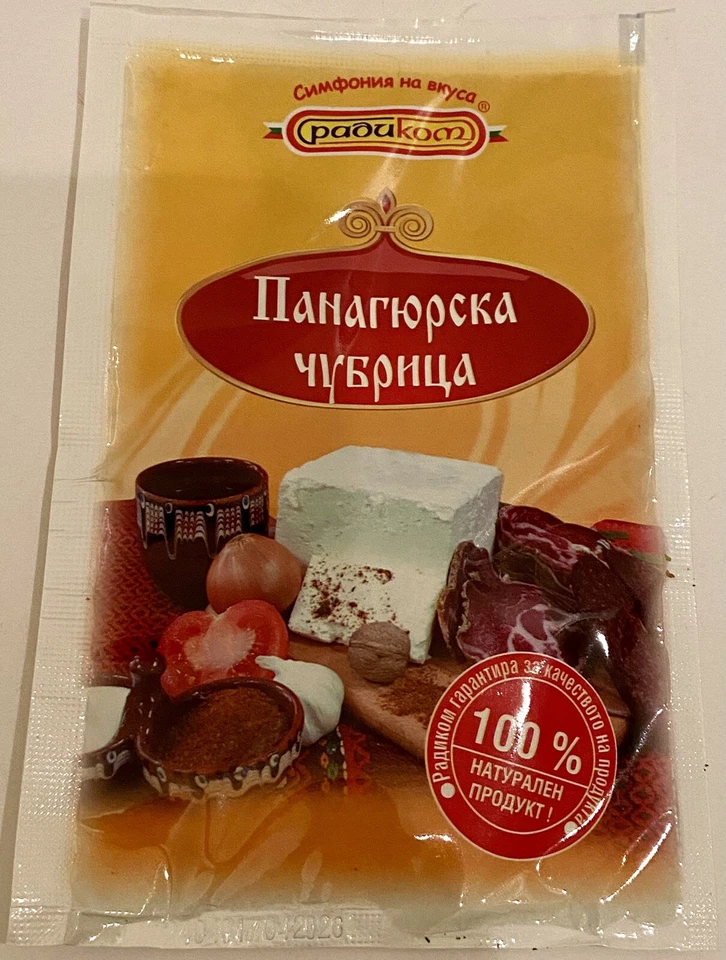 Симфония на вкуса
радиком ®
Панагюрска
чубрица
Радиком гарантира за качеството на продукта
100 %
НАТУРАЛЕН
ПРОДУКТ !